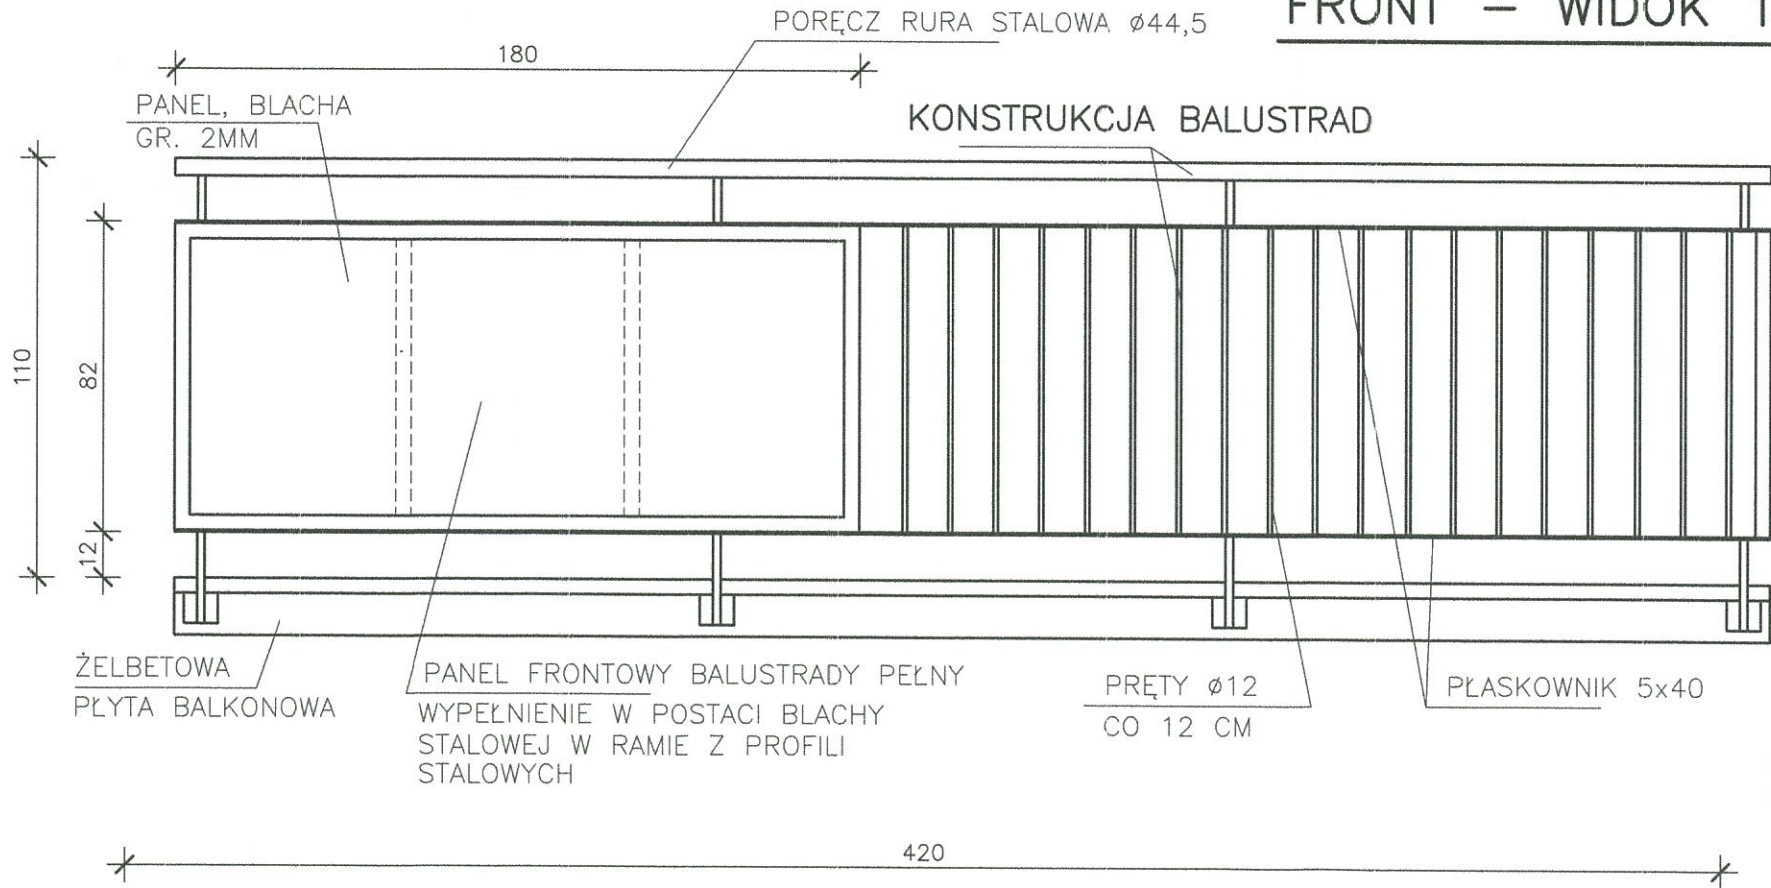 PORĘCZ RURA STALOWA ø44,5
FRONT – WIDOK 1
180
PANEL, BLACHA
GR. 2MM
KONSTRUKCJA BALUSTRAD
110
82
12
ŻELBETOWA
PŁYTA BALKONOWA
PANEL FRONTOWY BALUSTRADY PEŁNY
WYPEŁNIENIE W POSTACI BLACHY
STALOWEJ W RAMIE Z PROFILI
STALOWYCH
PRĘTY ø12
CO 12 CM
PŁASKOWNIK 5x40
420